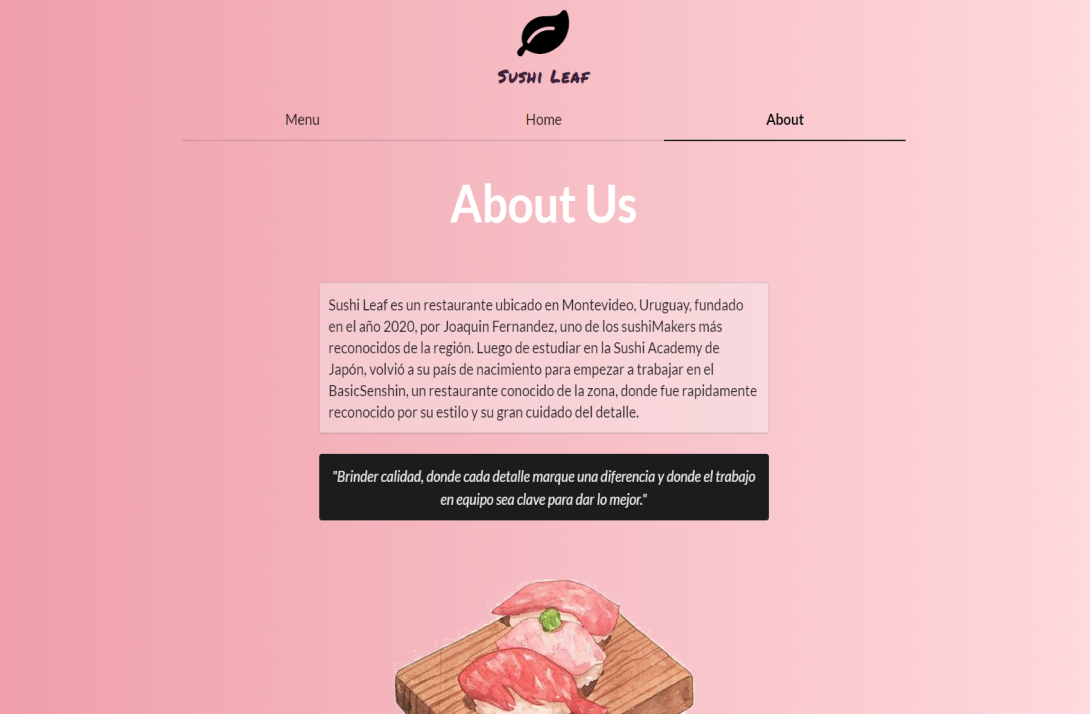 Sushi Leaf
Menu
Home
About
About Us
Sushi Leaf es un restaurante ubicado en Montevideo, Uruguay, fundado
en el año 2020, por Joaquin Fernandez, uno de los sushiMakers más
reconocidos de la región. Luego de estudiar en la Sushi Academy de
Japón, volvió a su país de nacimiento para empezar a trabajar en el
BasicSenshin, un restaurante conocido de la zona, donde fue rapidamente
reconocido por su estilo y su gran cuidado del detalle.
"Brinder calidad, donde cada detalle marque una diferencia y donde el trabajo
en equipo sea clave para dar lo mejor."